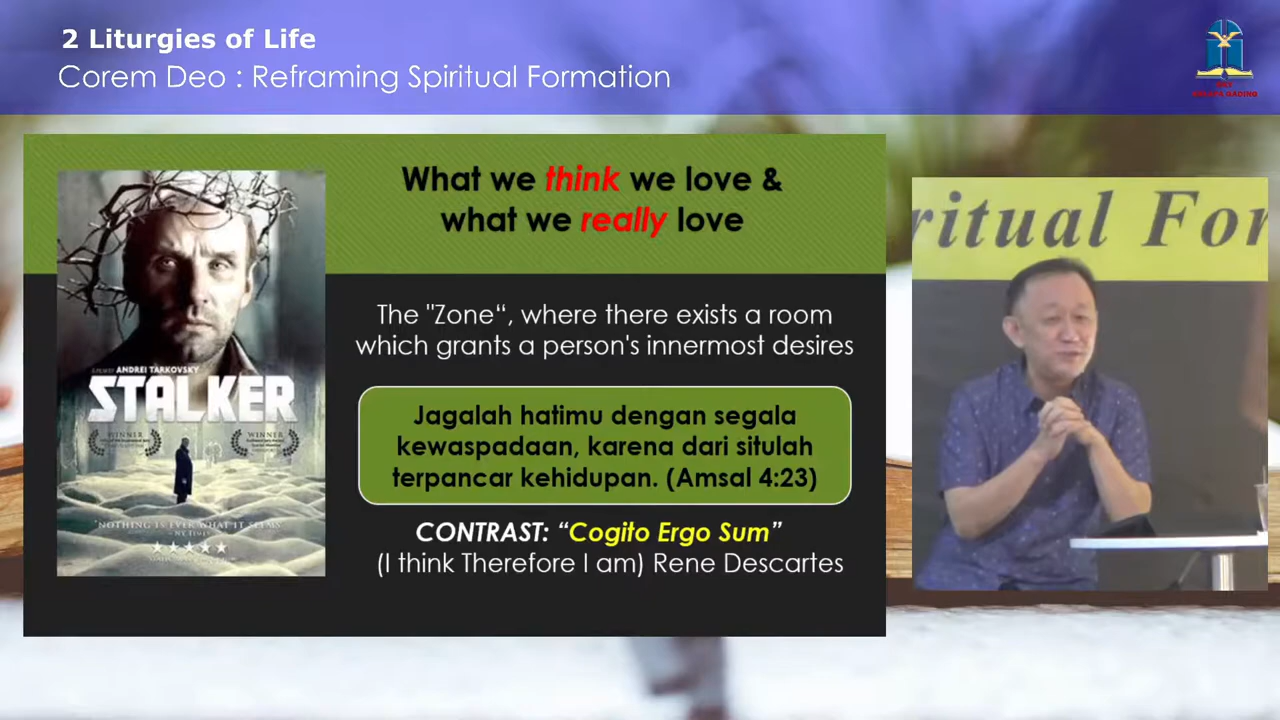 2 Liturgies of Life
Corem Deo : Reframing Spiritual Formation
What we think we love &
what we really love
The "Zone“, where there exists a room
which grants a person's innermost desires
Jagalah hatimu dengan segala
kewaspadaan, karena dari situlah
terpancar kehidupan. (Amsal 4:23)
CONTRAST: “Cogito Ergo Sum”
(I think Therefore I am) Rene Descartes
ANDREI TARKOVSKY
STALKER
WINNER
WINNER
"NOTHING IS EVER WHAT IT SEEMS"
ritual For
GADING